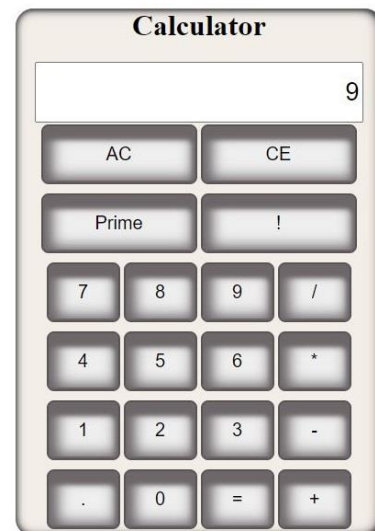 Calculator
9
AC CE
Prime !
7 8 9 /
4 5 6 *
1 2 3 -
. 0 = +